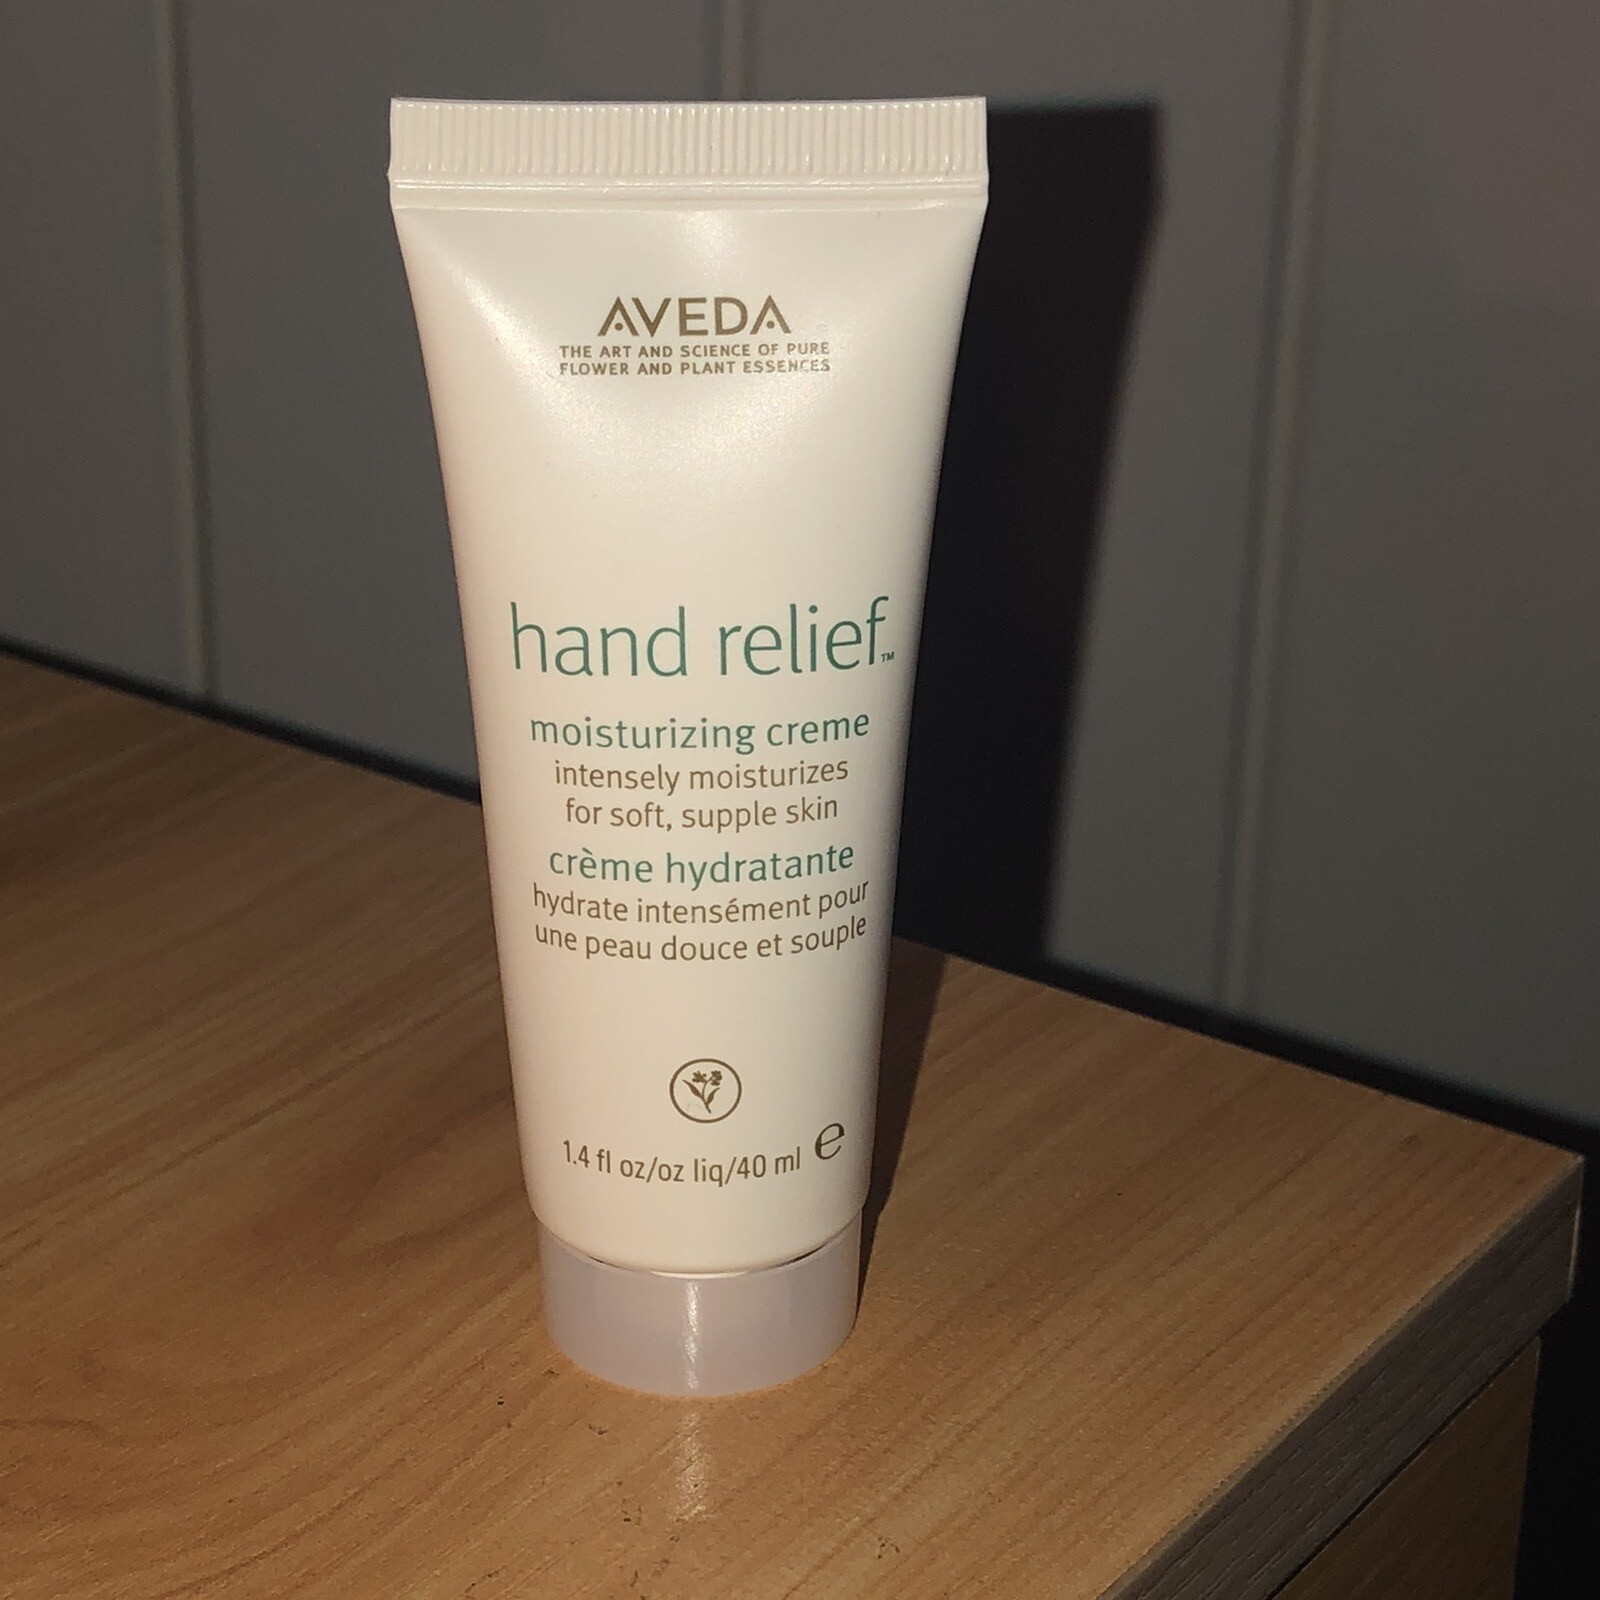 AVEDA
THE ART AND SCIENCE OF PURE
FLOWER AND PLANT ESSENCES
hand relief™
moisturizing creme
intensely moisturizes
for soft, supple skin
crème hydratante
hydrate intensément pour
une peau douce et souple
1.4 fl oz/oz liq/40 ml e